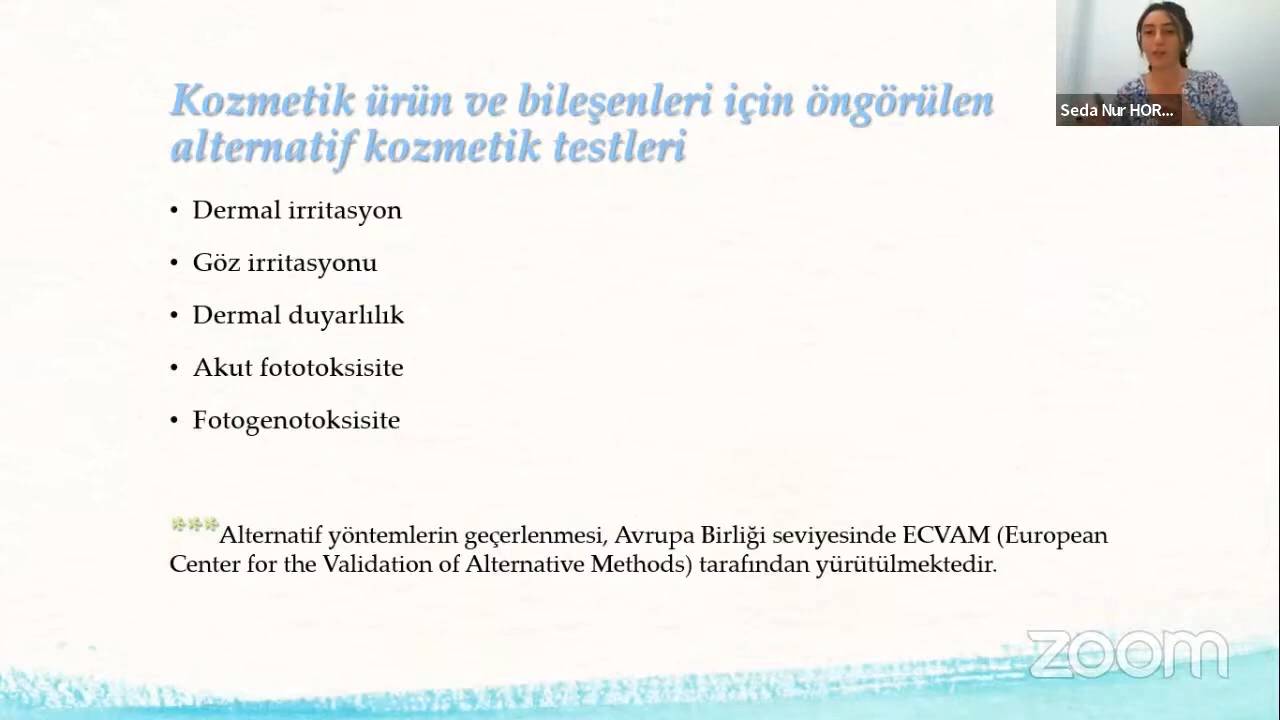 Kozmetik ürün ve bileşenleri için öngörülen
alternatif kozmetik testleri
• Dermal irritasyon
• Göz irritasyonu
• Dermal duyarlılık
• Akut fototoksisite
• Fotogenotoksisite
***Alternatif yöntemlerin geçerlenmesi, Avrupa Birliği seviyesinde ECVAM (European
Center for the Validation of Alternative Methods) tarafından yürütülmektedir.
Seda Nur HOR...
zoom